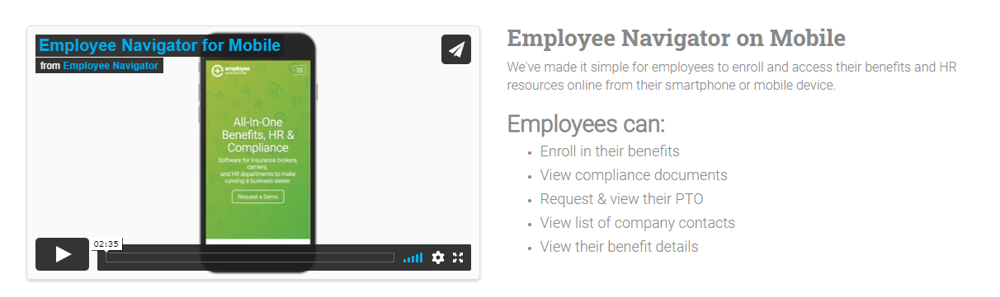 Employee Navigator for Mobile
from Employee Navigator
employee
NAVIGATOR
All-In-One
Benefits, HR &
Compliance
Software for insurance brokers,
carriers,
and HR departments to make
running a business easier.
Request a Demo
02:35
Employee Navigator on Mobile
We've made it simple for employees to enroll and access their benefits and HR
resources online from their smartphone or mobile device.
Employees can:
• Enroll in their benefits
• View compliance documents
• Request & view their PTO
• View list of company contacts
• View their benefit details